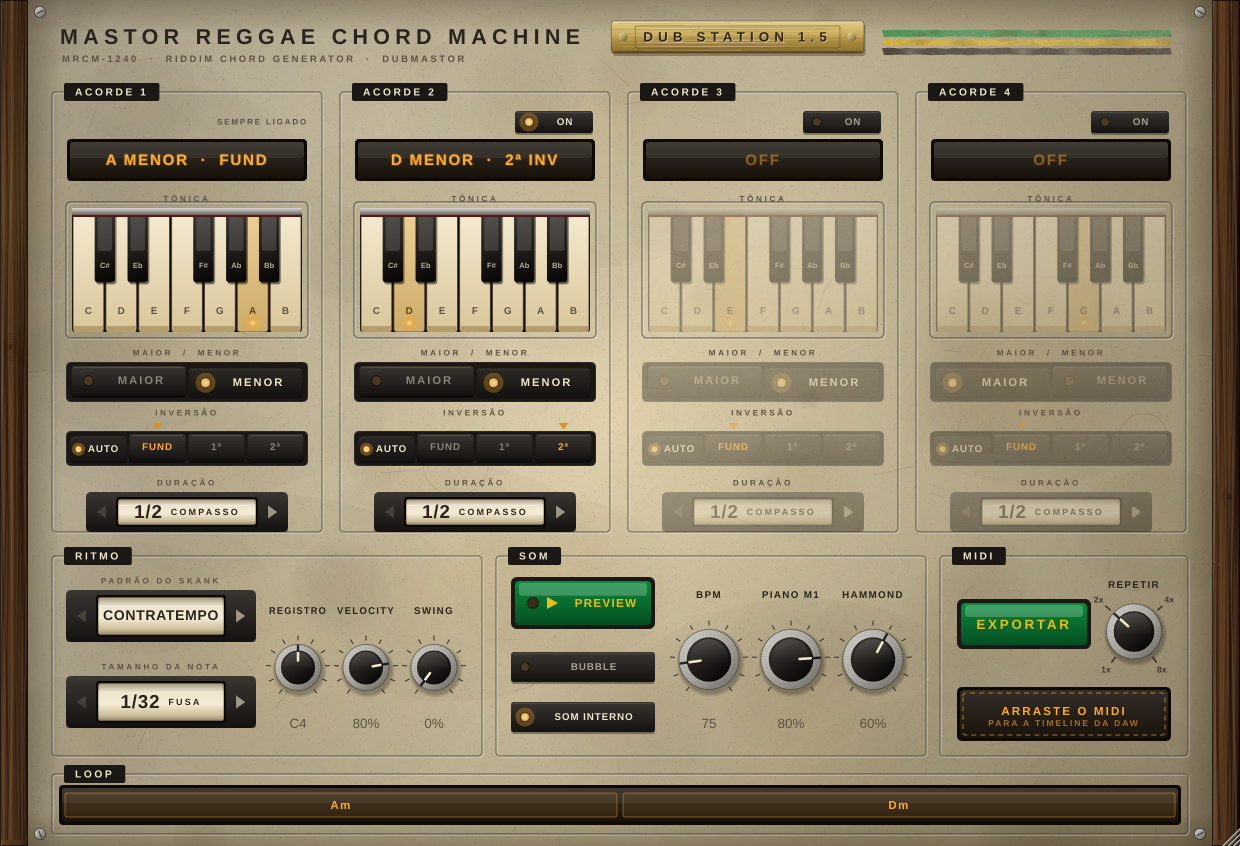 MASTOR REGGAE CHORD MACHINE
DUB STATION 1.5
MRCM-1240 · RIDDIM CHORD GENERATOR · DUBMASTOR
ACORDE 1
SEMPRE LIGADO
A MENOR · FUND
TÔNICA
C# Eb F# Ab Bb
C D E F G A B
MAIOR / MENOR
MAIOR MENOR
INVERSÃO
AUTO FUND 1ª 2ª
DURAÇÃO
1/2 COMPASSO
ACORDE 2
ON
D MENOR · 2ª INV
TÔNICA
C# Eb F# Ab Bb
C D E F G A B
MAIOR / MENOR
MAIOR MENOR
INVERSÃO
AUTO FUND 1ª 2ª
DURAÇÃO
1/2 COMPASSO
ACORDE 3
ON
OFF
TÔNICA
C# Eb F# Ab Bb
C D E F G A B
MAIOR / MENOR
MAIOR MENOR
INVERSÃO
AUTO FUND 1ª 2ª
DURAÇÃO
1/2 COMPASSO
ACORDE 4
ON
OFF
TÔNICA
C# Eb F# Ab Bb
C D E F G A B
MAIOR / MENOR
MAIOR MENOR
INVERSÃO
AUTO FUND 1ª 2ª
DURAÇÃO
1/2 COMPASSO
RITMO
PADRÃO DO SKANK
CONTRATEMPO
TAMANHO DA NOTA
1/32 FUSA
REGISTRO VELOCITY SWING
C4 80% 0%
SOM
PREVIEW
BUBBLE
SOM INTERNO
BPM PIANO M1 HAMMOND
75 80% 60%
MIDI
EXPORTAR
REPETIR
2x 4x
1x 8x
ARRASTE O MIDI
PARA A TIMELINE DA DAW
LOOP
Am Dm